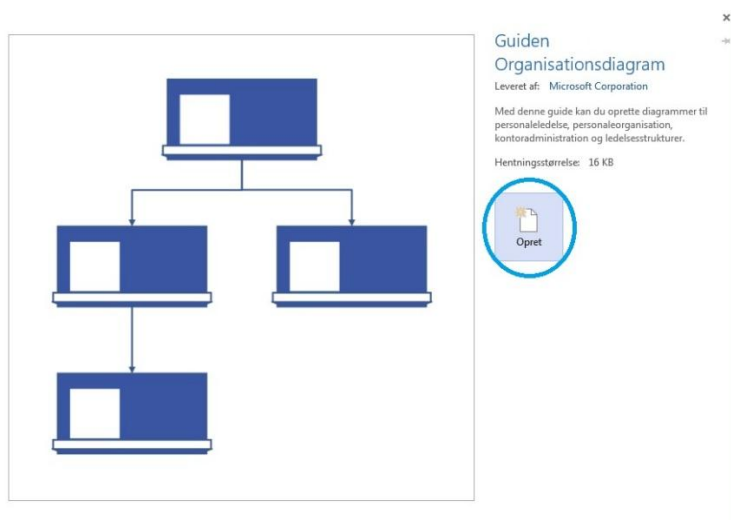 Guiden
Organisationsdiagram
Leveret af: Microsoft Corporation
Med denne guide kan du oprette diagrammer til
personaleledelse, personaleorganisation,
kontoradministration og ledelsesstrukturer.
Hentningsstørrelse: 16 KB
Opret